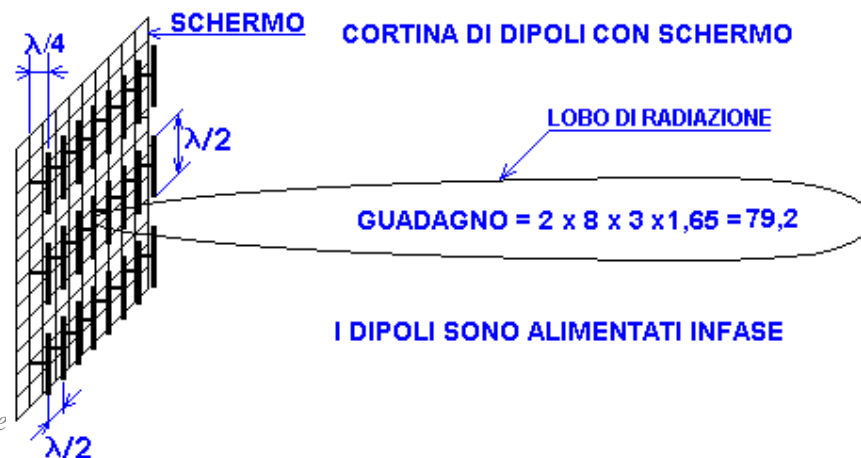 SCHERMO
CORTINA DI DIPOLI CON SCHERMO
λ/4
LOBO DI RADIAZIONE
λ/2
GUADAGNO = 2 x 8 x 3 x1,65 = 79,2
I DIPOLI SONO ALIMENTATI INFASE
e
λ/2